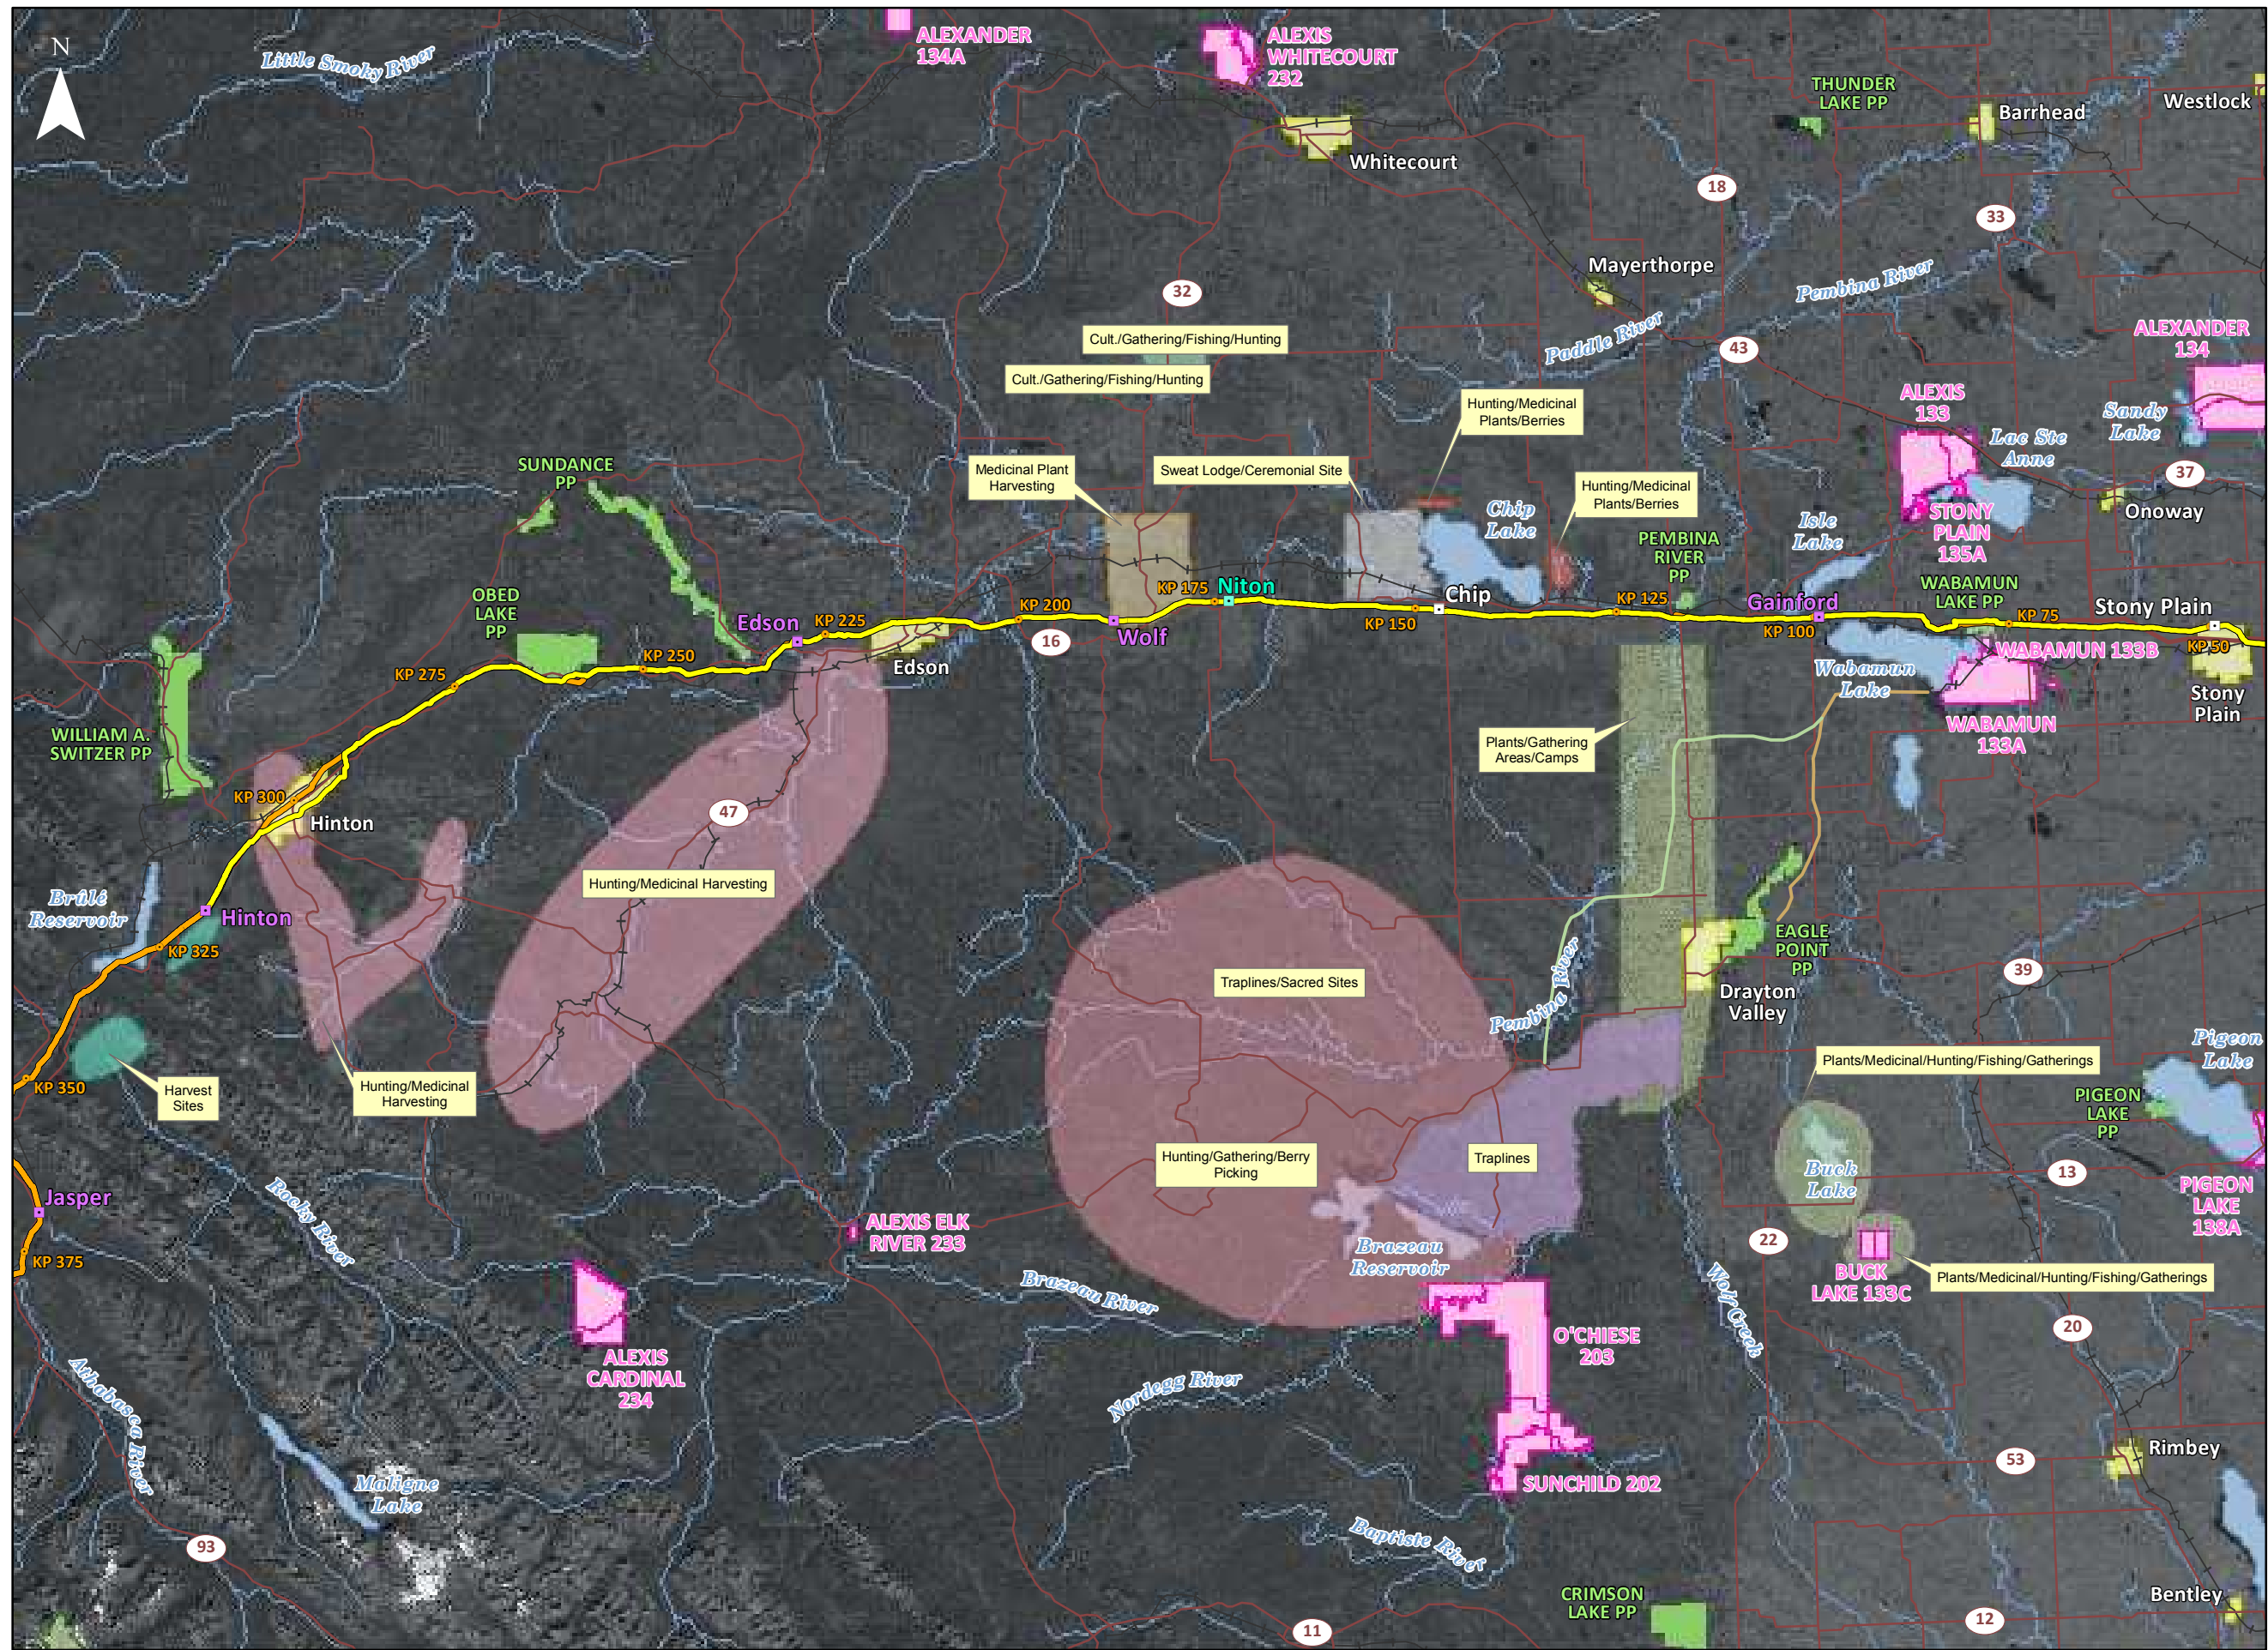 N
Little Smoky River
ALEXANDER
134A
ALEXIS
WHITECOURT
232
THUNDER
LAKE PP
Barrhead
Westlock
Whitecourt
18
33
Mayerthorpe
Pembina River
32
Paddle River
43
ALEXANDER
134
Cult./Gathering/Fishing/Hunting
Cult./Gathering/Fishing/Hunting
Hunting/Medicinal
Plants/Berries
ALEXIS
133
Sandy
Lake
Lac Ste
Anne
37
SUNDANCE
PP
Medicinal Plant
Harvesting
Sweat Lodge/Ceremonial Site
Hunting/Medicinal
Plants/Berries
Chip
Lake
Isle
Lake
STONY
PLAIN
135A
Onoway
PEMBINA
RIVER
PP
OBED
LAKE
PP
KP 175
Niton
Chip
WABAMUN
LAKE PP
Edson
KP 225
KP 200
Wolf
16
KP 150
KP 125
Gainford
KP 100
KP 75
Stony Plain
KP 50
KP 275
KP 250
Edson
Wabamun
Lake
WABAMUN 133B
WABAMUN
133A
Stony
Plain
WILLIAM A.
SWITZER PP
Plants/Gathering
Areas/Camps
KP 300
Hinton
47
Hunting/Medicinal Harvesting
Brûlé
Reservoir
Hinton
KP 325
EAGLE
POINT
PP
39
Traplines/Sacred Sites
Drayton
Valley
Pembina River
KP 350
Harvest
Sites
Hunting/Medicinal
Harvesting
Plants/Medicinal/Hunting/Fishing/Gatherings
Pigeon
Lake
PIGEON
LAKE
PP
Hunting/Gathering/Berry
Picking
Traplines
Buck
Lake
13
Jasper
Rocky River
PIGEON
LAKE
138A
ALEXIS ELK
RIVER 233
22
KP 375
Brazeau
Reservoir
BUCK
LAKE 133C
Plants/Medicinal/Hunting/Fishing/Gatherings
Brazeau River
Wolf Creek
20
O'CHIESE
203
ALEXIS
CARDINAL
234
Nordegg River
Athabasca River
53
Rimbey
Maligne
Lake
SUNCHILD 202
93
Baptiste River
CRIMSON
LAKE PP
Bentley
12
11